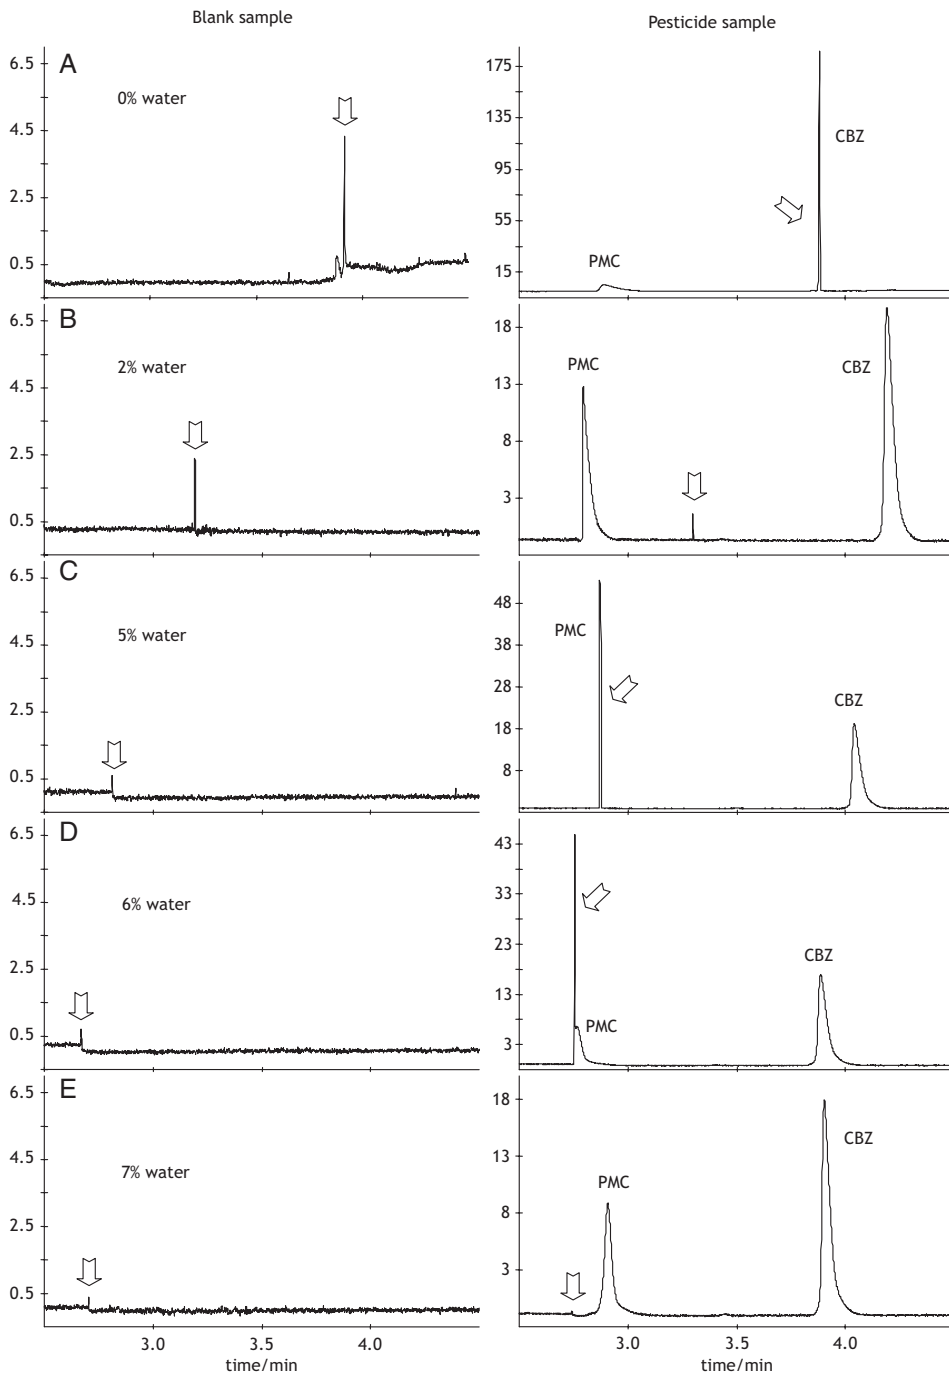 Blank sample
Pesticide sample
A
0% water
6.5
4.5
2.5
0.5
175
135
95
55
15
CBZ
PMC
B
2% water
6.5
4.5
2.5
0.5
18
13
8
3
PMC
CBZ
C
5% water
6.5
4.5
2.5
0.5
48
38
28
18
8
PMC
CBZ
D
6% water
6.5
4.5
2.5
0.5
43
33
23
13
3
CBZ
PMC
E
7% water
6.5
4.5
2.5
0.5
18
13
8
3
CBZ
PMC
3.0 3.5 4.0
time/min
3.0 3.5 4.0
time/min